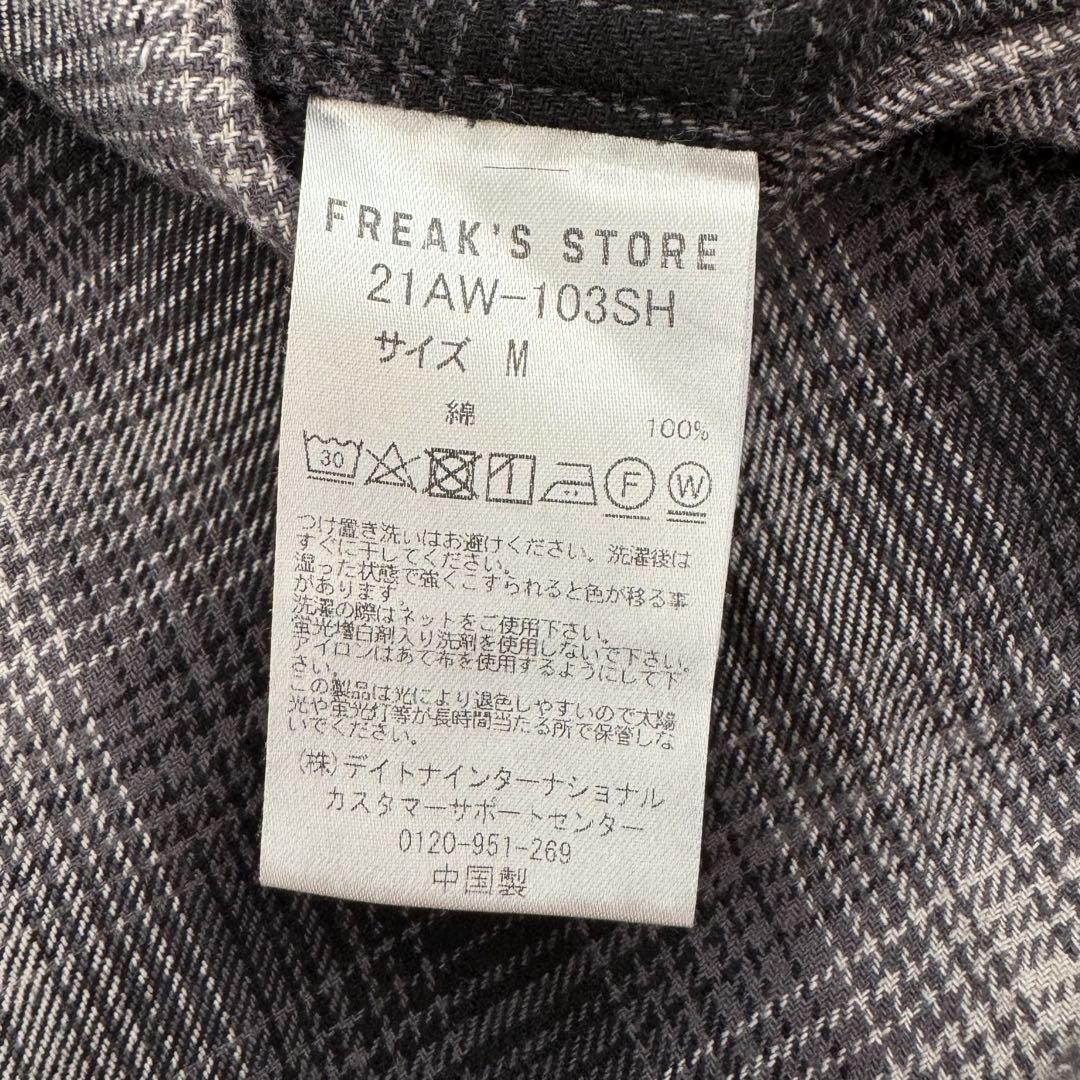 FREAK'S STORE
21AW-103SH
サイズ M
綿 100%
30 1 F W
つけ置き洗いはお避けください。洗濯後は
すぐに干してください。
湿った状態で強くこすられると色が移る事
があります。
洗濯の際はネットをご使用下さい。
蛍光増白剤入り洗剤を使用しないで下さい。
アイロンはあて布を使用するようにして下
さい。
この製品は光により退色しやすいので太陽
光や蛍光灯等が長時間当たる所で保管しな
いでください。
(株)デイトナインターナショナル
カスタマーサポートセンター
0120-951-269
中国製